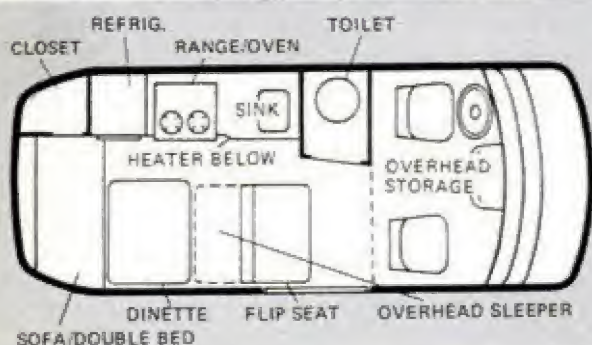 REFRIG.
TOILET
CLOSET
RANGE/OVEN
SINK
HEATER BELOW
OVERHEAD
STORAGE
DINETTE
FLIP SEAT
OVERHEAD SLEEPER
SOFA/DOUBLE BED